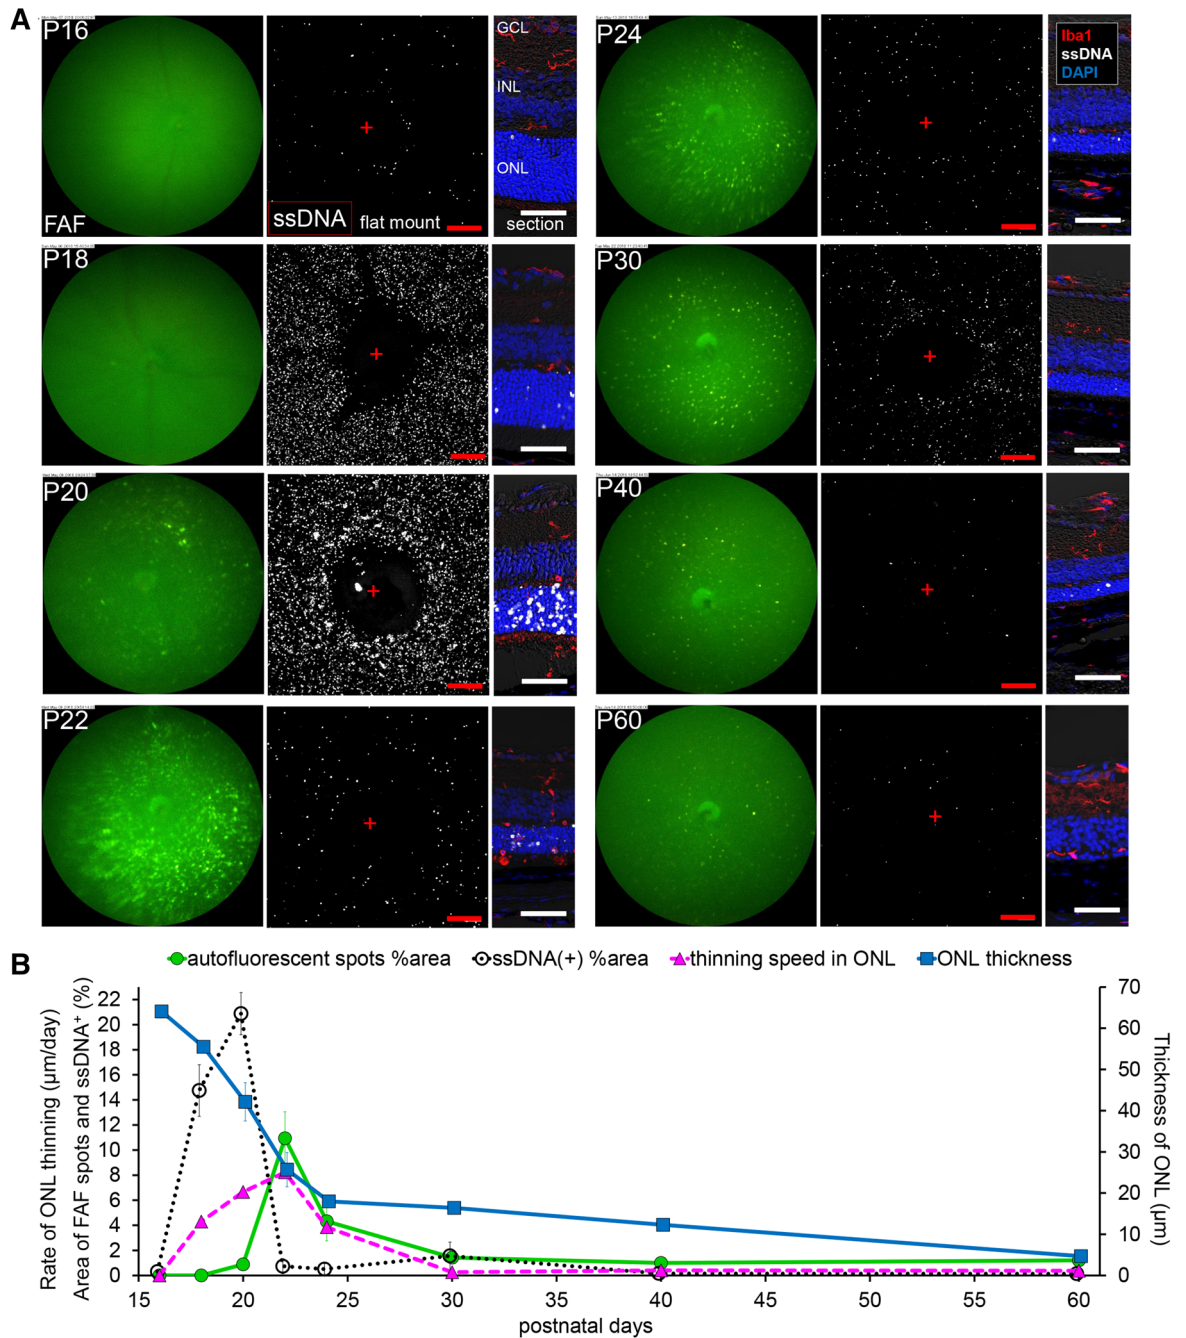 A
P16
FAF
ssDNA
flat mount
GCL
INL
ONL
section
P24
Iba1
ssDNA
DAPI
P18
P30
P20
P40
P22
P60
B
autofluorescent spots %area
ssDNA(+) %area
thinning speed in ONL
ONL thickness
Rate of ONL thinning (µm/day)
Area of FAF spots and ssDNA⁺ (%)
22
20
18
16
14
12
10
8
6
4
2
0
70
60
50
40
30
20
10
0
Thickness of ONL (µm)
15
20
25
30
35
40
45
50
55
60
postnatal days